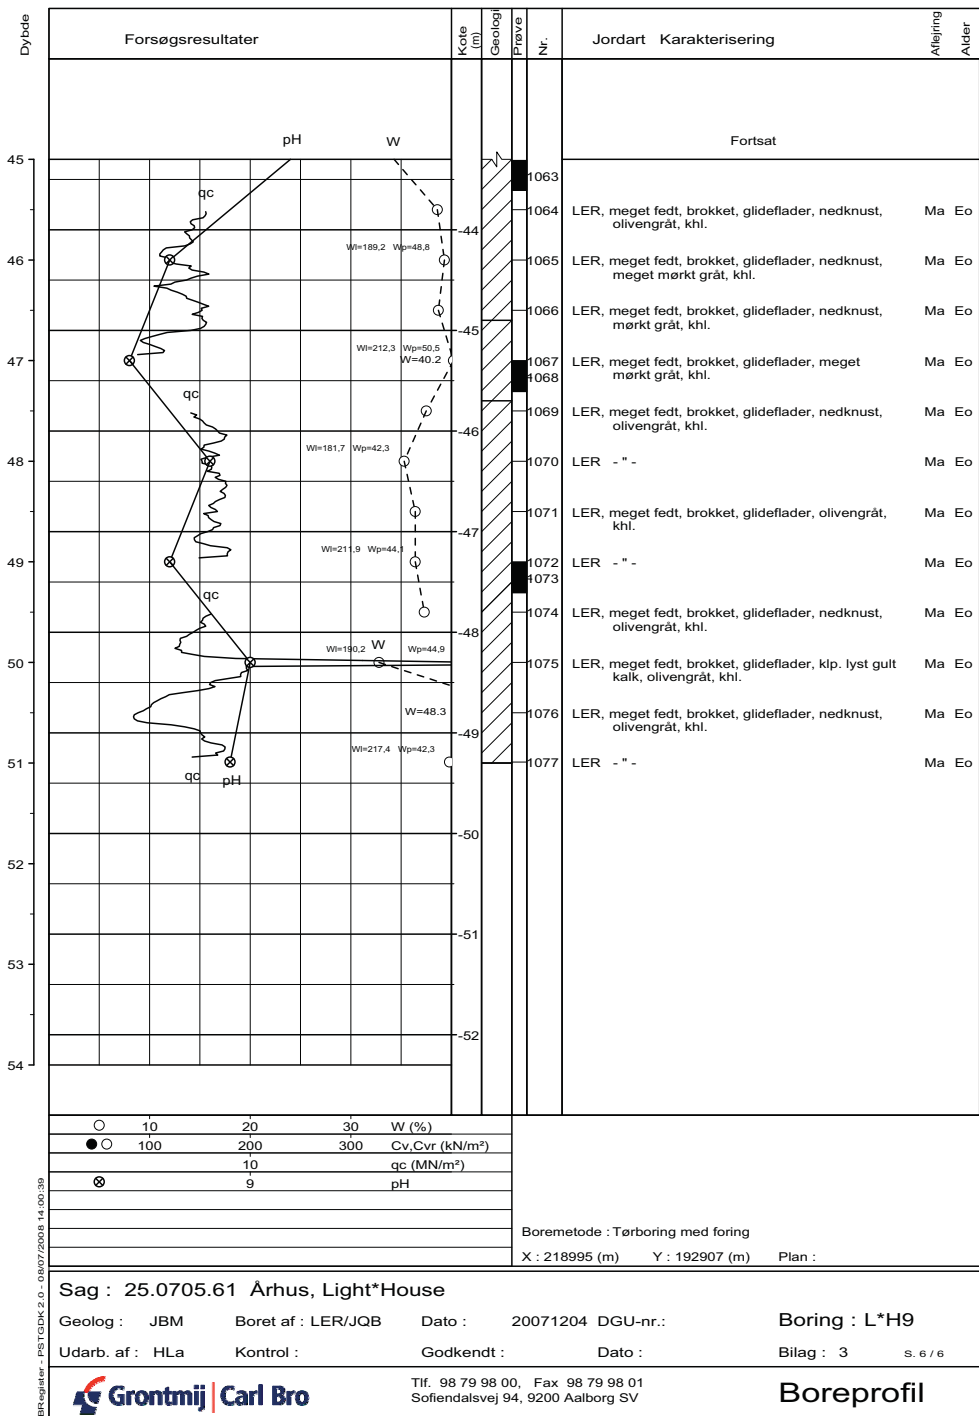 Dybde
Forsøgsresultater
Kote
(m)
Geologi
Prøve
Nr.
Jordart Karakterisering
Aflejring
Alder
Fortsat
pH W
45
1063
qc
1064 LER, meget fedt, brokket, glideflader, nedknust, Ma Eo
olivengråt, khl.
-44
Wl=189,2 Wp=48,8
46
1065 LER, meget fedt, brokket, glideflader, nedknust, Ma Eo
meget mørkt gråt, khl.
1066 LER, meget fedt, brokket, glideflader, nedknust, Ma Eo
mørkt gråt, khl.
-45
Wl=212,3 Wp=50,5
47
W=40.2
1067 LER, meget fedt, brokket, glideflader, meget Ma Eo
1068 mørkt gråt, khl.
qc
1069 LER, meget fedt, brokket, glideflader, nedknust, Ma Eo
olivengråt, khl.
-46
Wl=181,7 Wp=42,3
48
1070 LER - " - Ma Eo
1071 LER, meget fedt, brokket, glideflader, olivengråt, Ma Eo
khl.
-47
Wl=211,9 Wp=44,1
49
1072 LER - " - Ma Eo
1073
qc
1074 LER, meget fedt, brokket, glideflader, nedknust, Ma Eo
olivengråt, khl.
-48
Wl=190,2 W Wp=44,9
50
1075 LER, meget fedt, brokket, glideflader, klp. lyst gult Ma Eo
kalk, olivengråt, khl.
W=48.3
1076 LER, meget fedt, brokket, glideflader, nedknust, Ma Eo
olivengråt, khl.
-49
Wl=217,4 Wp=42,3
51
1077 LER - " - Ma Eo
qc pH
-50
52
-51
53
-52
54
10 20 30 W (%)
100 200 300 Cv,Cvr (kN/m²)
10 qc (MN/m²)
9 pH
Boremetode : Tørboring med foring
X : 218995 (m) Y : 192907 (m) Plan :
BRegister - PSTGDK 2.0 - 08/07/2008 14:00:39
Sag : 25.0705.61 Århus, Light*House
Geolog : JBM Boret af : LER/JQB Dato : 20071204 DGU-nr.: Boring : L*H9
Udarb. af : HLa Kontrol : Godkendt : Dato : Bilag : 3 S. 6 / 6
Grontmij | Carl Bro
Tlf. 98 79 98 00, Fax 98 79 98 01
Sofiendalsvej 94, 9200 Aalborg SV
Boreprofil